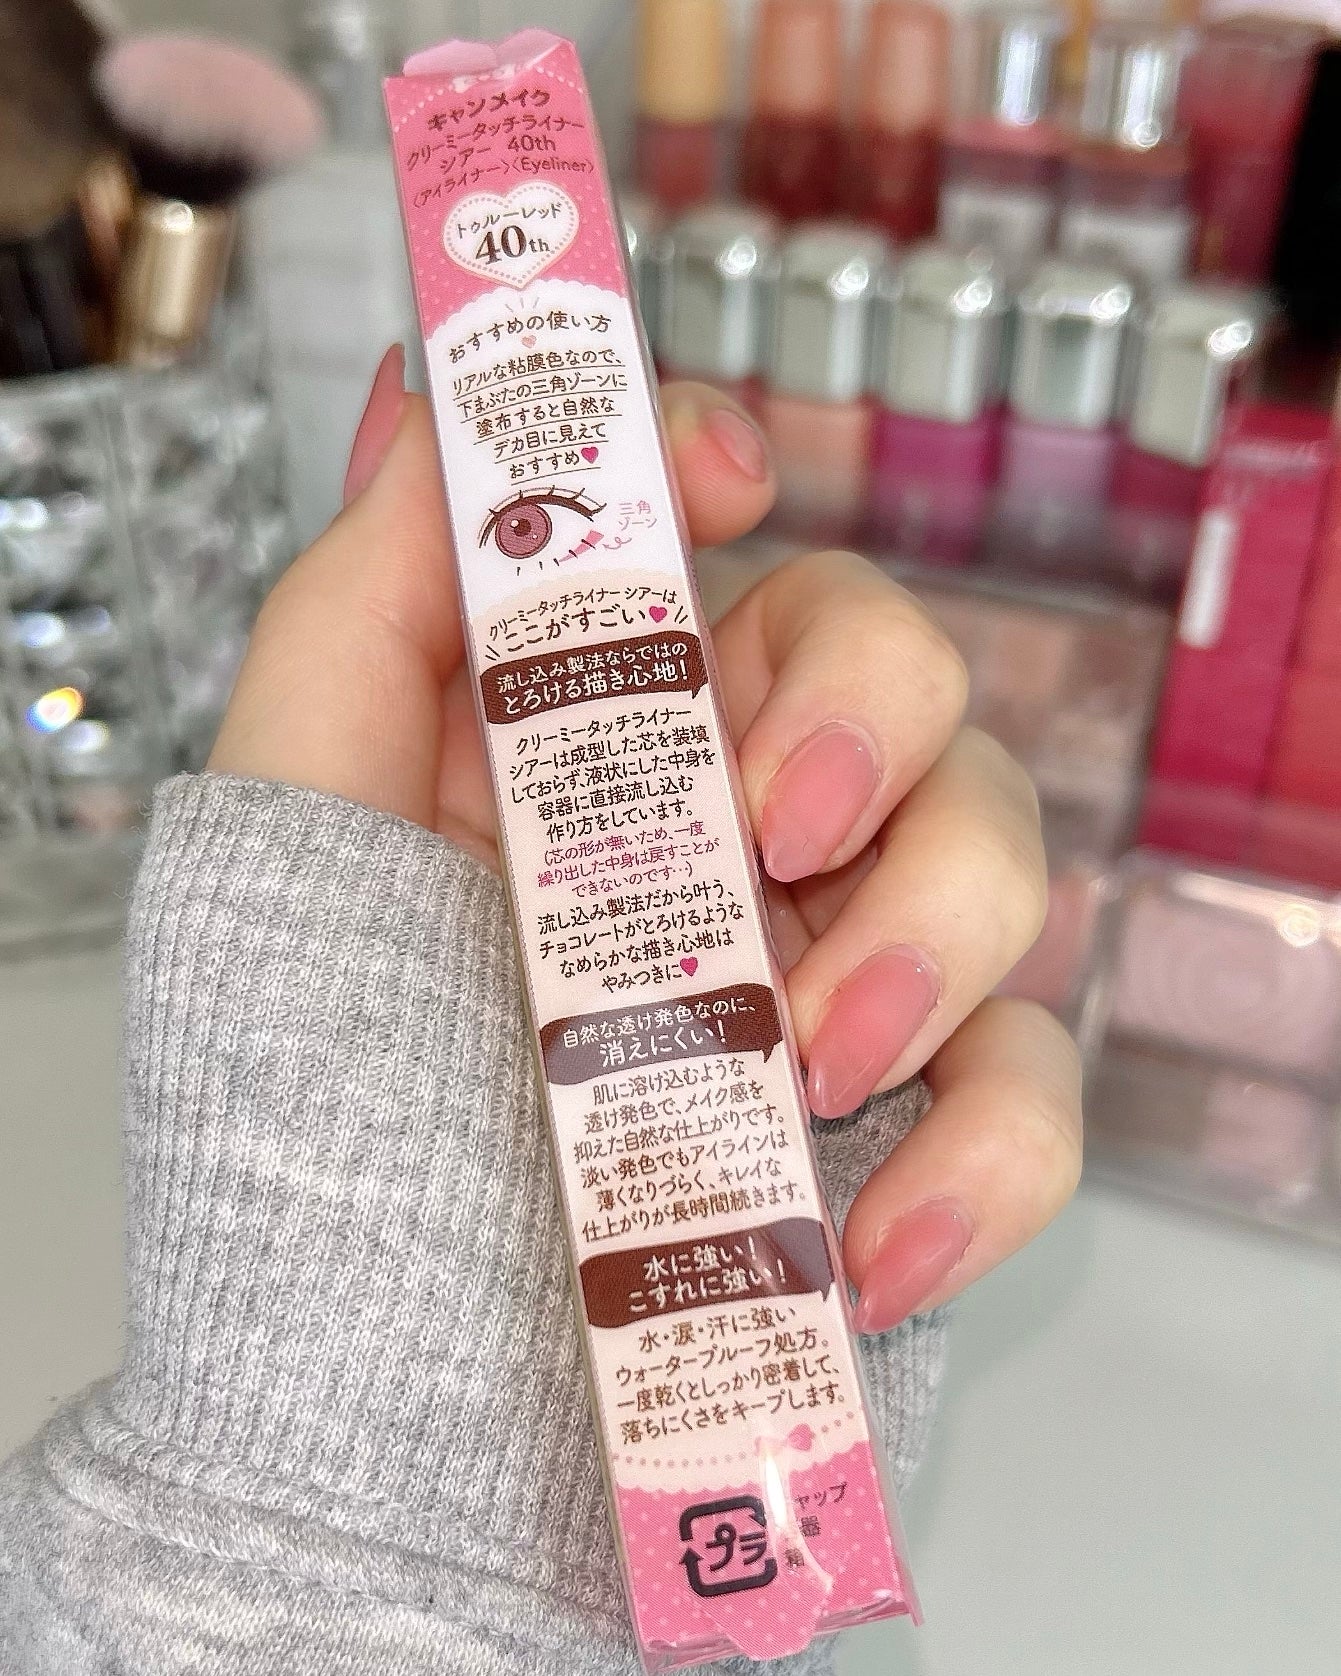 キャンメイク
クリーミータッチライナー
シアー 40th
〈アイライナー〉〈Eyeliner〉
トゥルーレッド
40th
おすすめの使い方
リアルな粘膜色なので、
下まぶたの三角ゾーンに
塗布すると自然な
デカ目に見えて
おすすめ♥
三角
ゾーン
クリーミータッチライナー シアーは
ここがすごい♥
流し込み製法ならではの
とろける描き心地!
クリーミータッチライナー
シアーは成型した芯を装填
しておらず、液状にした中身を
容器に直接流し込む
作り方をしています。
(芯の形が無いため、一度
繰り出した中身は戻すことが
できないのです…)
流し込み製法だから叶う、
チョコレートがとろけるような
なめらかな描き心地は
やみつきに♥
自然な透け発色なのに、
消えにくい!
肌に溶け込むような
透け発色で、メイク感を
抑えた自然な仕上がりです。
淡い発色でもアイラインは
薄くなりづらく、キレイな
仕上がりが長時間続きます。
水に強い!
こすれに強い!
水・涙・汗に強い
ウォータープルーフ処方。
一度乾くとしっかり密着して、
落ちにくさをキープします。
プラ
ャップ
器
箱